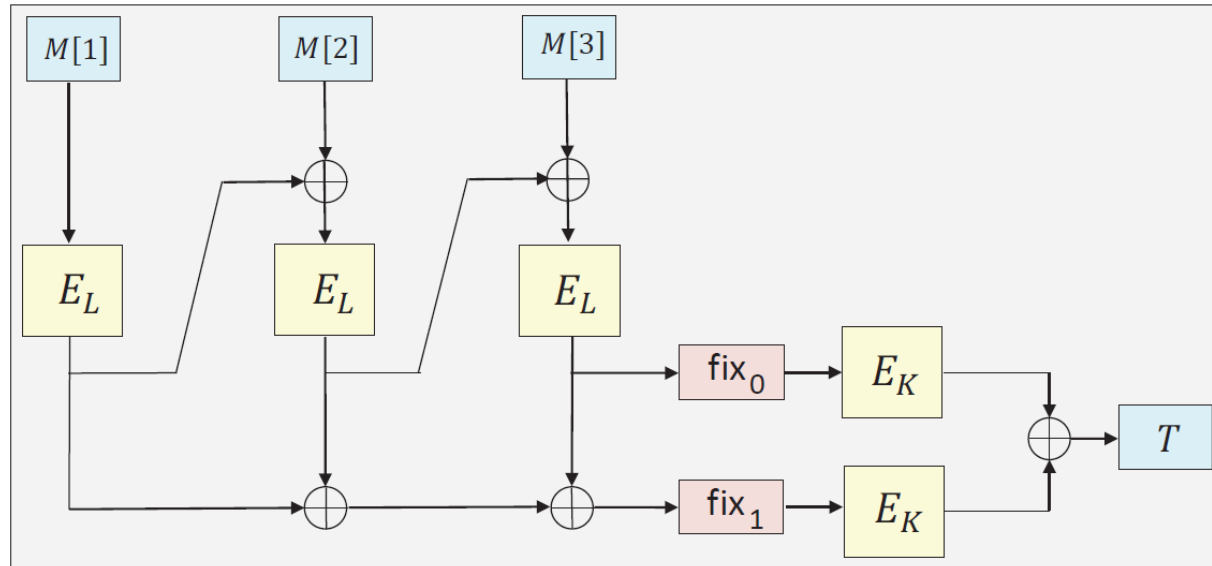 M[1]
M[2]
M[3]
E_L
E_L
E_L
fix_0
E_K
T
fix_1
E_K